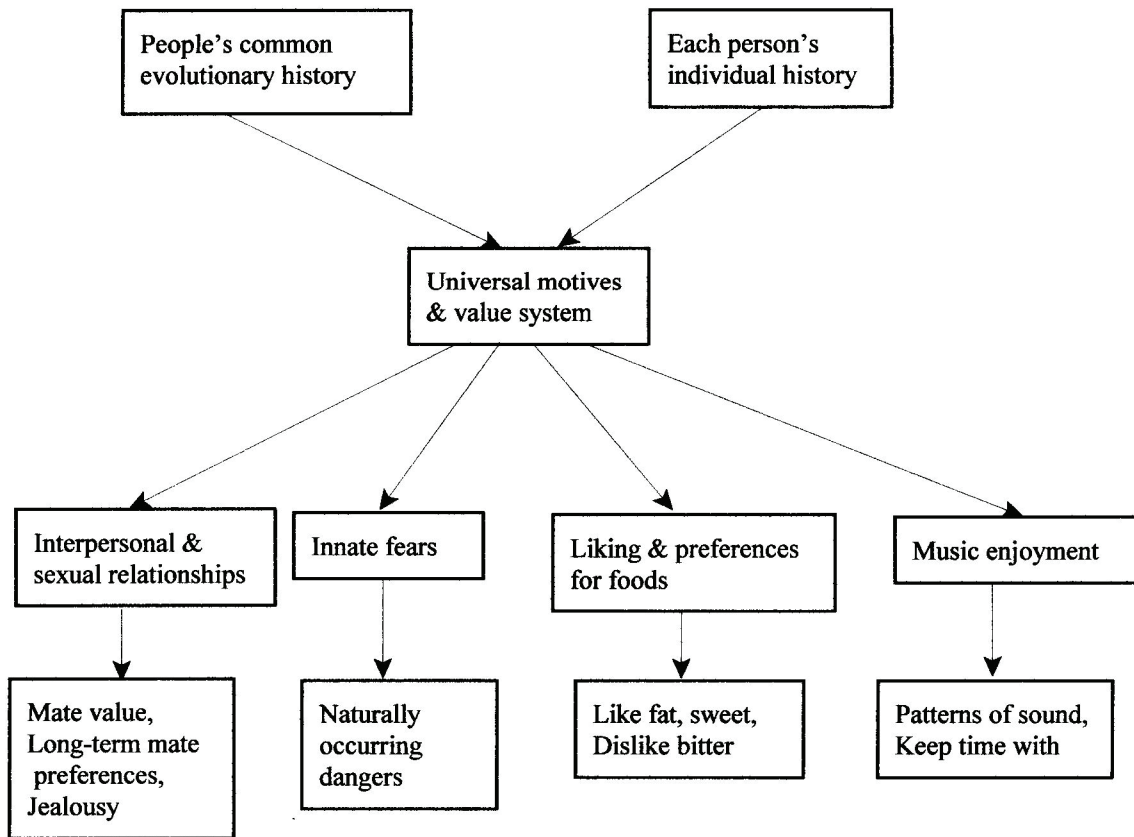 People's common
evolutionary history
Each person's
individual history
Universal motives
& value system
Interpersonal &
sexual relationships
Innate fears
Liking & preferences
for foods
Music enjoyment
Mate value,
Long-term mate
preferences,
Jealousy
Naturally
occurring
dangers
Like fat, sweet,
Dislike bitter
Patterns of sound,
Keep time with